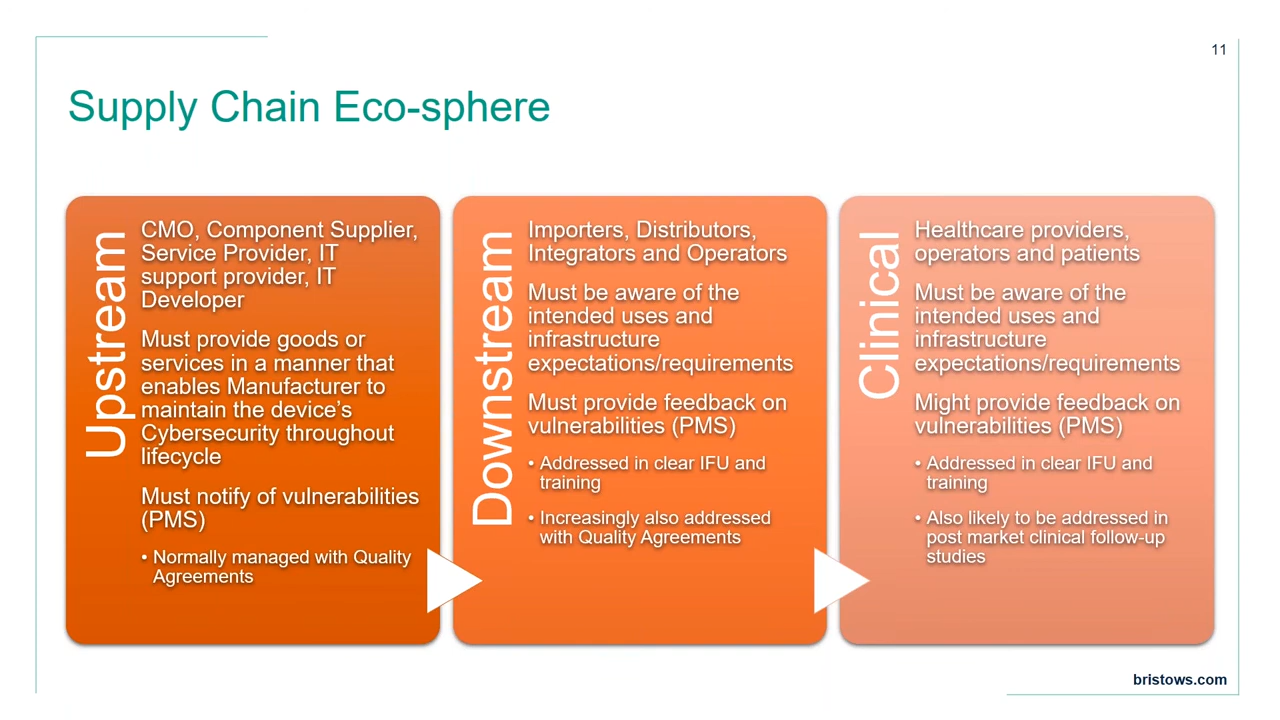 11
Supply Chain Eco-sphere
Upstream
CMO, Component Supplier,
Service Provider, IT
support provider, IT
Developer
Must provide goods or
services in a manner that
enables Manufacturer to
maintain the device’s
Cybersecurity throughout
lifecycle
Must notify of vulnerabilities
(PMS)
• Normally managed with Quality
Agreements
Downstream
Importers, Distributors,
Integrators and Operators
Must be aware of the
intended uses and
infrastructure
expectations/requirements
Must provide feedback on
vulnerabilities (PMS)
• Addressed in clear IFU and
training
• Increasingly also addressed
with Quality Agreements
Clinical
Healthcare providers,
operators and patients
Must be aware of the
intended uses and
infrastructure
expectations/requirements
Might provide feedback on
vulnerabilities (PMS)
• Addressed in clear IFU and
training
• Also likely to be addressed in
post market clinical follow-up
studies
bristows.com